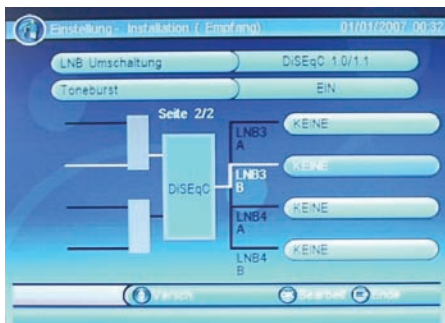 Einstellung - Installation ( Empfang) 01/01/2007 00:32
LNB Umschaltung DiSEqC 1.0/1.1
Toneburst EIN
Seite 2/2
DiSEqC
LNB3 A KEINE
LNB3 B KEINE
LNB4 A KEINE
LNB4 B KEINE
Versch Bearbeit Ende